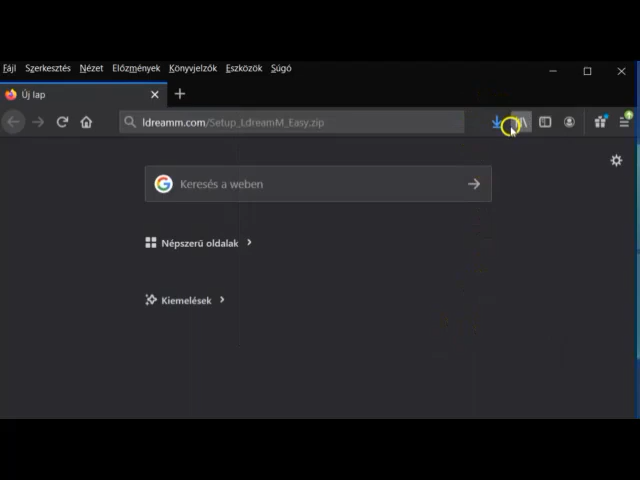 Fájl Szerkesztés Nézet Előzmények Könyvjelzők Eszközök Súgó
Új lap
ldreamm.com/Setup_LdreamM_Easy.zip
Keresés a weben
Népszerű oldalak
Kiemelések